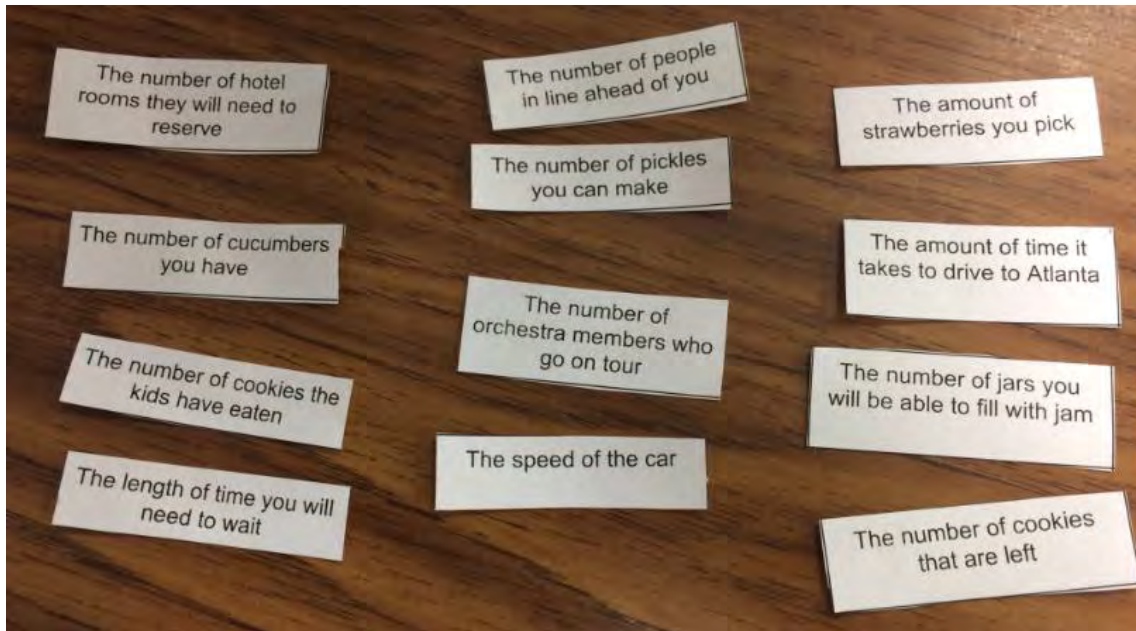 The number of hotel
rooms they will need to
reserve
The number of people
in line ahead of you
The amount of
strawberries you pick
The number of pickles
you can make
The number of cucumbers
you have
The amount of time it
takes to drive to Atlanta
The number of
orchestra members who
go on tour
The number of cookies the
kids have eaten
The number of jars you
will be able to fill with jam
The speed of the car
The length of time you will
need to wait
The number of cookies
that are left